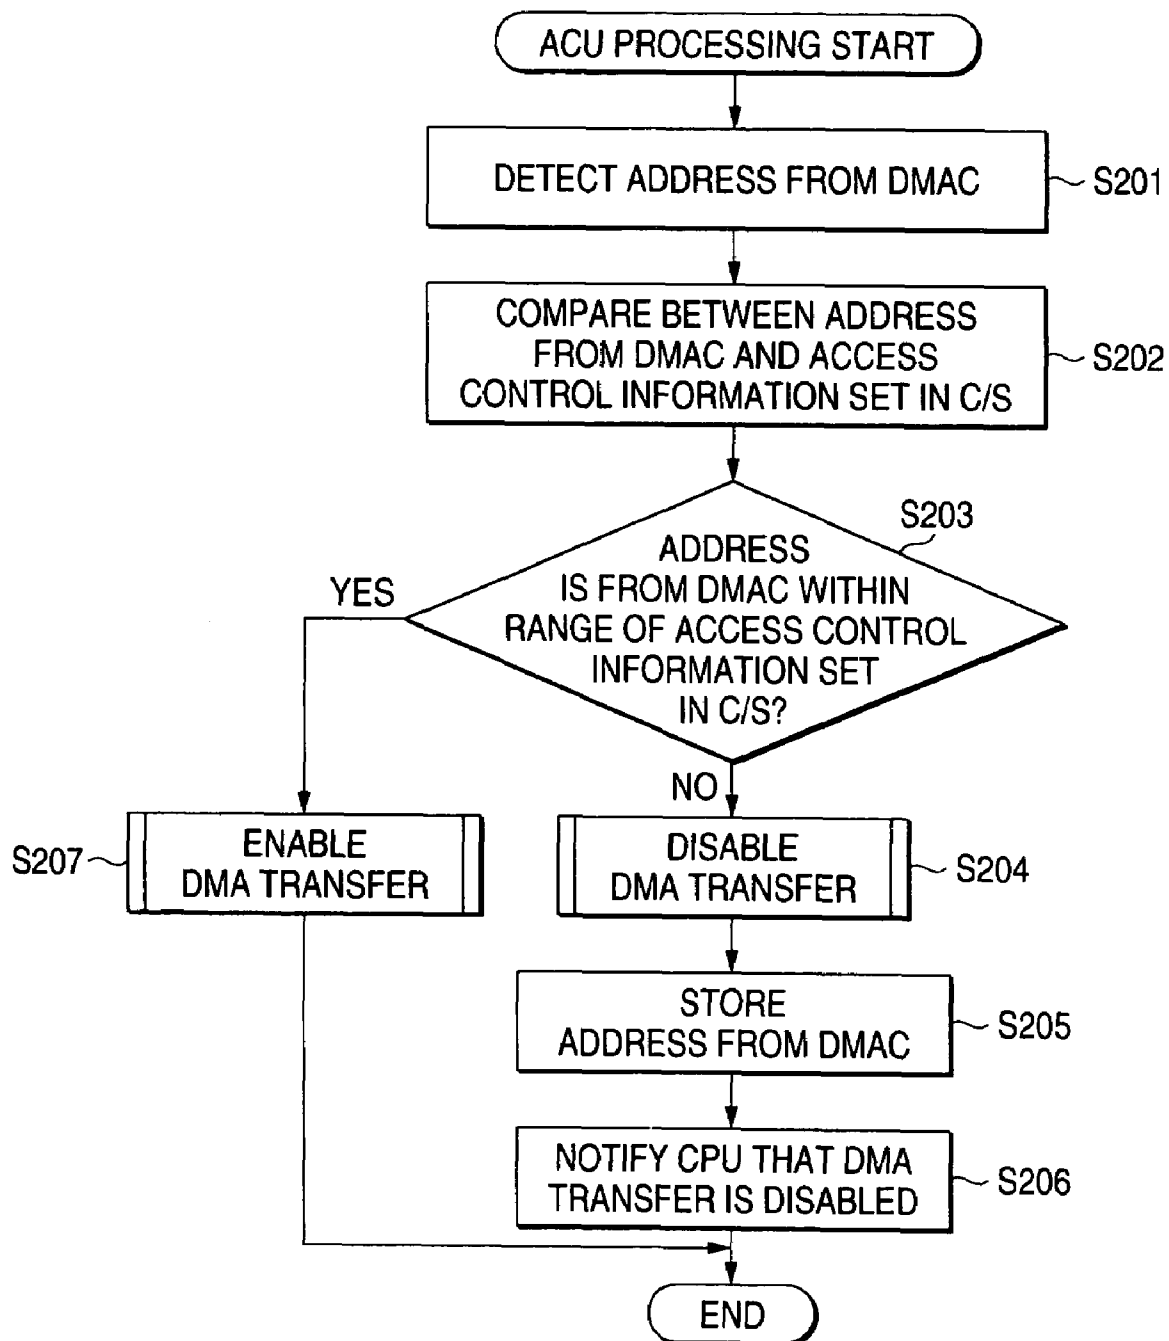 ACU PROCESSING START
DETECT ADDRESS FROM DMAC
S201
COMPARE BETWEEN ADDRESS
FROM DMAC AND ACCESS
CONTROL INFORMATION SET IN C/S
S202
S203
ADDRESS
IS FROM DMAC WITHIN
RANGE OF ACCESS CONTROL
INFORMATION SET
IN C/S?
YES
NO
S207
ENABLE
DMA TRANSFER
DISABLE
DMA TRANSFER
S204
STORE
ADDRESS FROM DMAC
S205
NOTIFY CPU THAT DMA
TRANSFER IS DISABLED
S206
END